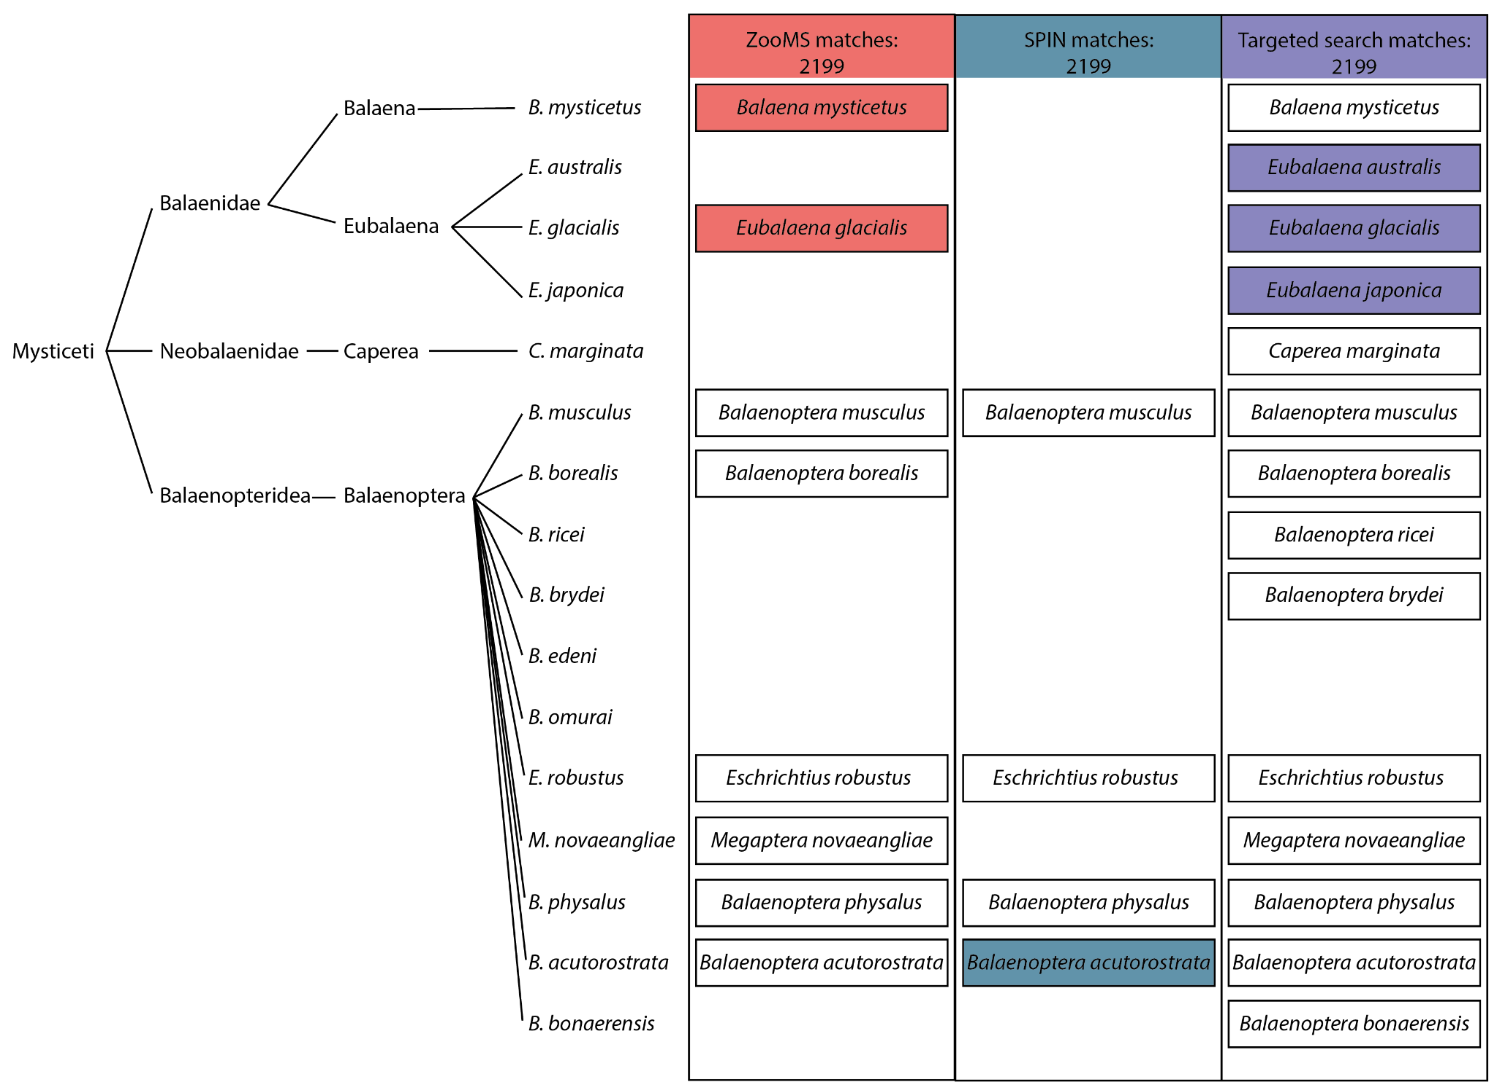 ZooMS matches:
2199
SPIN matches:
2199
Targeted search matches:
2199
Mysticeti
Balaenidae
Neobalaenidae
Balaenopteridea
Balaena
Eubalaena
Caperea
Balaenoptera
B. mysticetus
E. australis
E. glacialis
E. japonica
C. marginata
B. musculus
B. borealis
B. ricei
B. brydei
B. edeni
B. omurai
E. robustus
M. novaeangliae
B. physalus
B. acutorostrata
B. bonaerensis
Balaena mysticetus
Eubalaena glacialis
Balaenoptera musculus
Balaenoptera borealis
Eschrichtius robustus
Megaptera novaeangliae
Balaenoptera physalus
Balaenoptera acutorostrata
Balaenoptera musculus
Eschrichtius robustus
Balaenoptera physalus
Balaenoptera acutorostrata
Balaena mysticetus
Eubalaena australis
Eubalaena glacialis
Eubalaena japonica
Caperea marginata
Balaenoptera musculus
Balaenoptera borealis
Balaenoptera ricei
Balaenoptera brydei
Eschrichtius robustus
Megaptera novaeangliae
Balaenoptera physalus
Balaenoptera acutorostrata
Balaenoptera bonaerensis